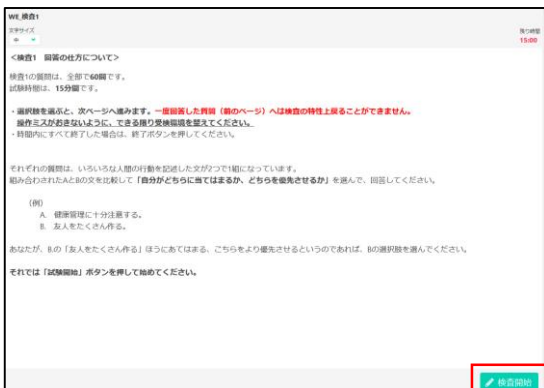 WE_検査1
文字サイズ
中
残り時間
15:00
＜検査1　回答の仕方について＞
検査1の質問は、全部で60問です。
試験時間は、15分間です。
・選択肢を選ぶと、次ページへ進みます。一度回答した質問（前のページ）へは検査の特性上戻ることができません。
操作ミスがおきないように、できる限り受検環境を整えてください。
・時間内にすべて終了した場合は、終了ボタンを押してください。
それぞれの質問は、いろいろな人間の行動を記述した文が2つで1組になっています。
組み合わされたAとBの文を比較して「自分がどちらに当てはまるか、どちらを優先させるか」を選んで、回答してください。
（例）
A. 健康管理に十分注意する。
B. 友人をたくさん作る。
あなたが、Bの「友人をたくさん作る」ほうにあてはまる、こちらをより優先させるというのであれば、Bの選択肢を選んでください。
それでは「試験開始」ボタンを押して始めてください。
検査開始